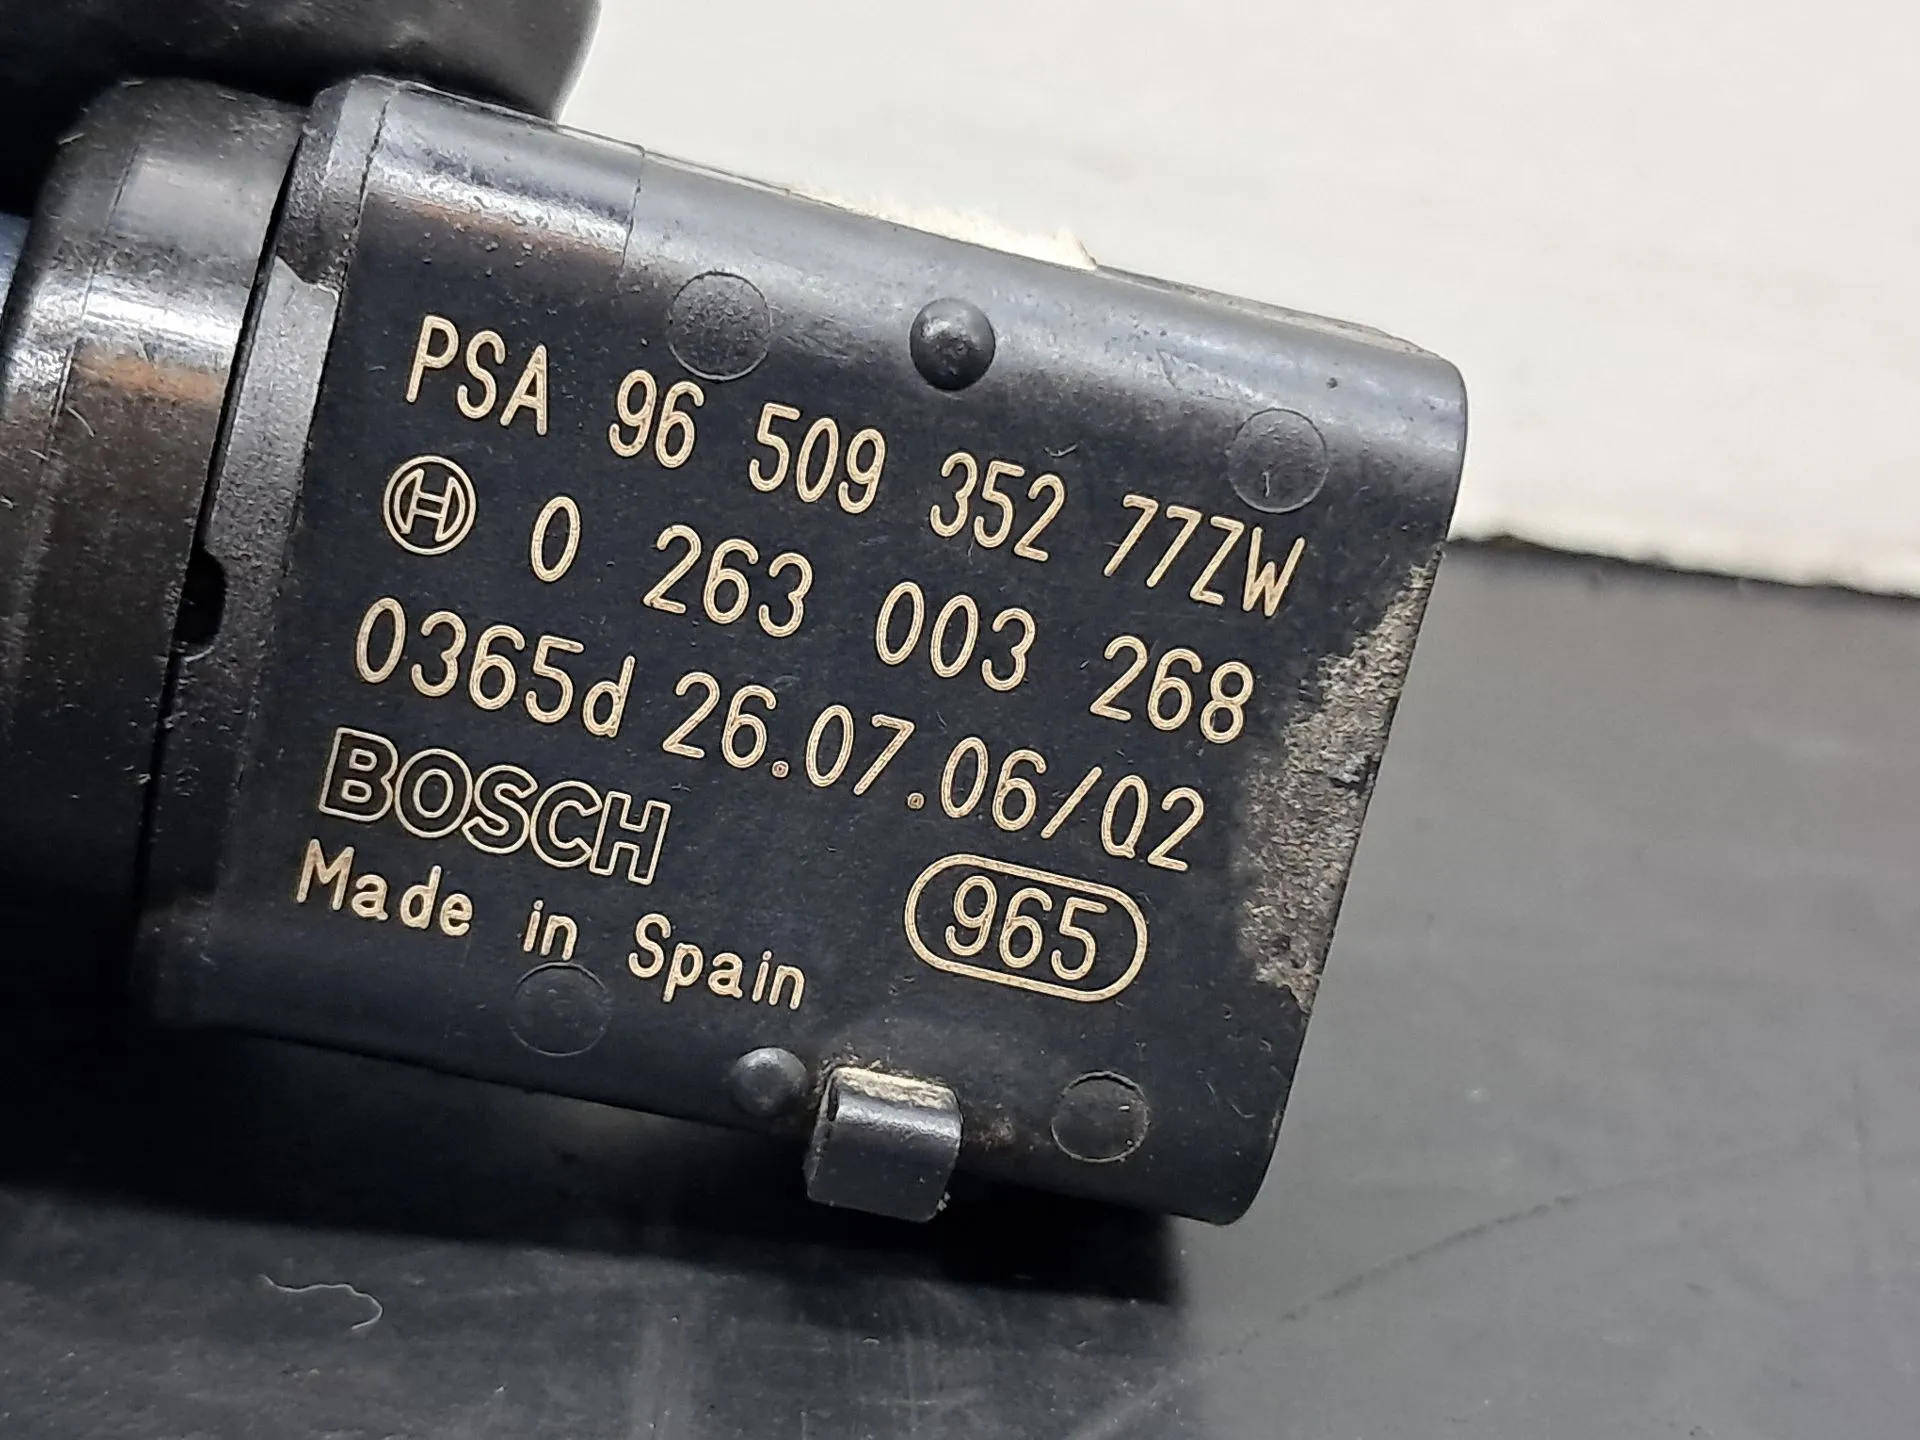 PSA 96 509 352 77ZW
0 263 003 268
0365d 26.07.06/02
BOSCH
965
Made in Spain